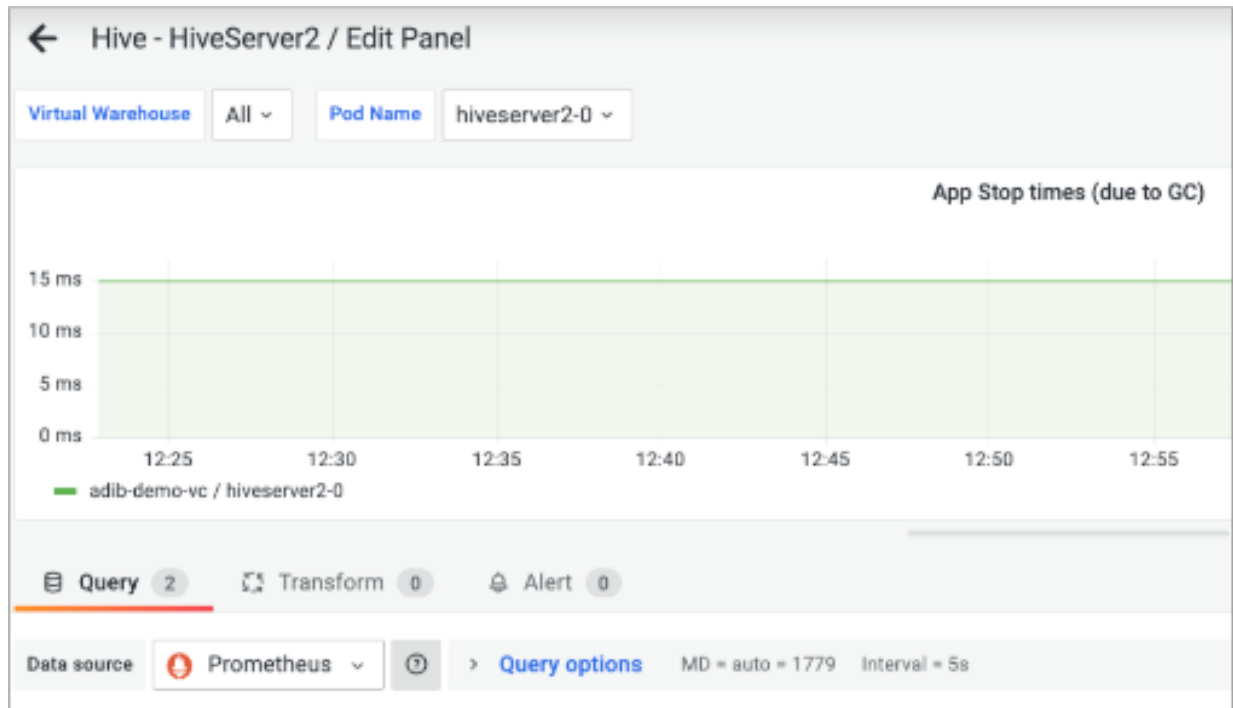 Hive - HiveServer2 / Edit Panel
Virtual Warehouse All Pod Name hiveserver2-0
App Stop times (due to GC)
15 ms
10 ms
5 ms
0 ms
12:25 12:30 12:35 12:40 12:45 12:50 12:55
adib-demo-vc / hiveserver2-0
Query 2 Transform 0 Alert 0
Data source Prometheus Query options MD = auto = 1779 Interval = 5s